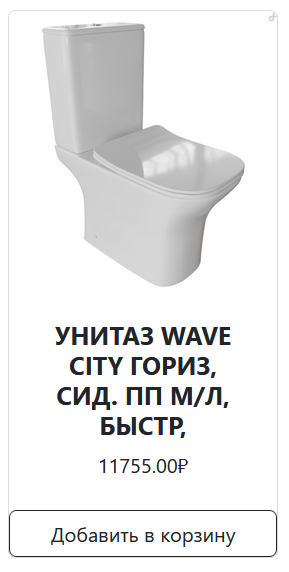 УНИТАЗ WAVE
CITY ГОРИЗ,
СИД. ПП М/Л,
БЫСТР,
11755.00₽
Добавить в корзину